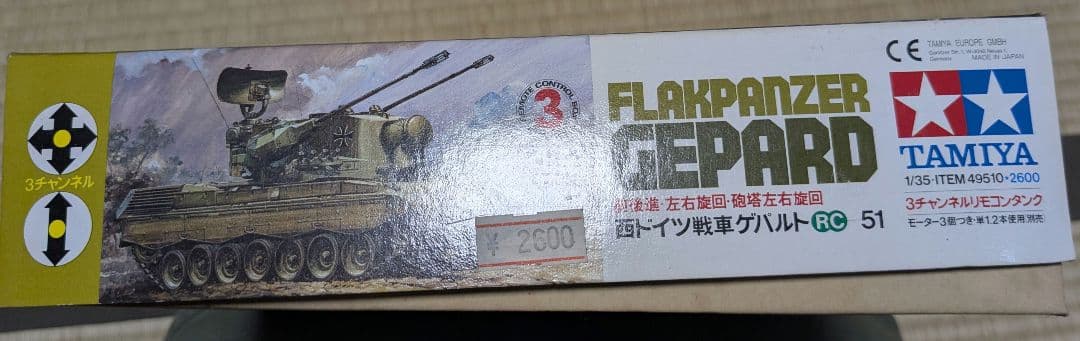 3チャンネル
REMOTE CONTROL
3
¥ 2600
FLAKPANZER
GEPARD
前後進・左右旋回・砲塔左右旋回
西ドイツ戦車ゲパルト RC 51
CE TAMIYA EUROPE GMBH
Germany MADE IN JAPAN
TAMIYA
1/35・ITEM 49510・2600
3チャンネルリモコンタンク
モーター3個つき・単1.2本使用別売